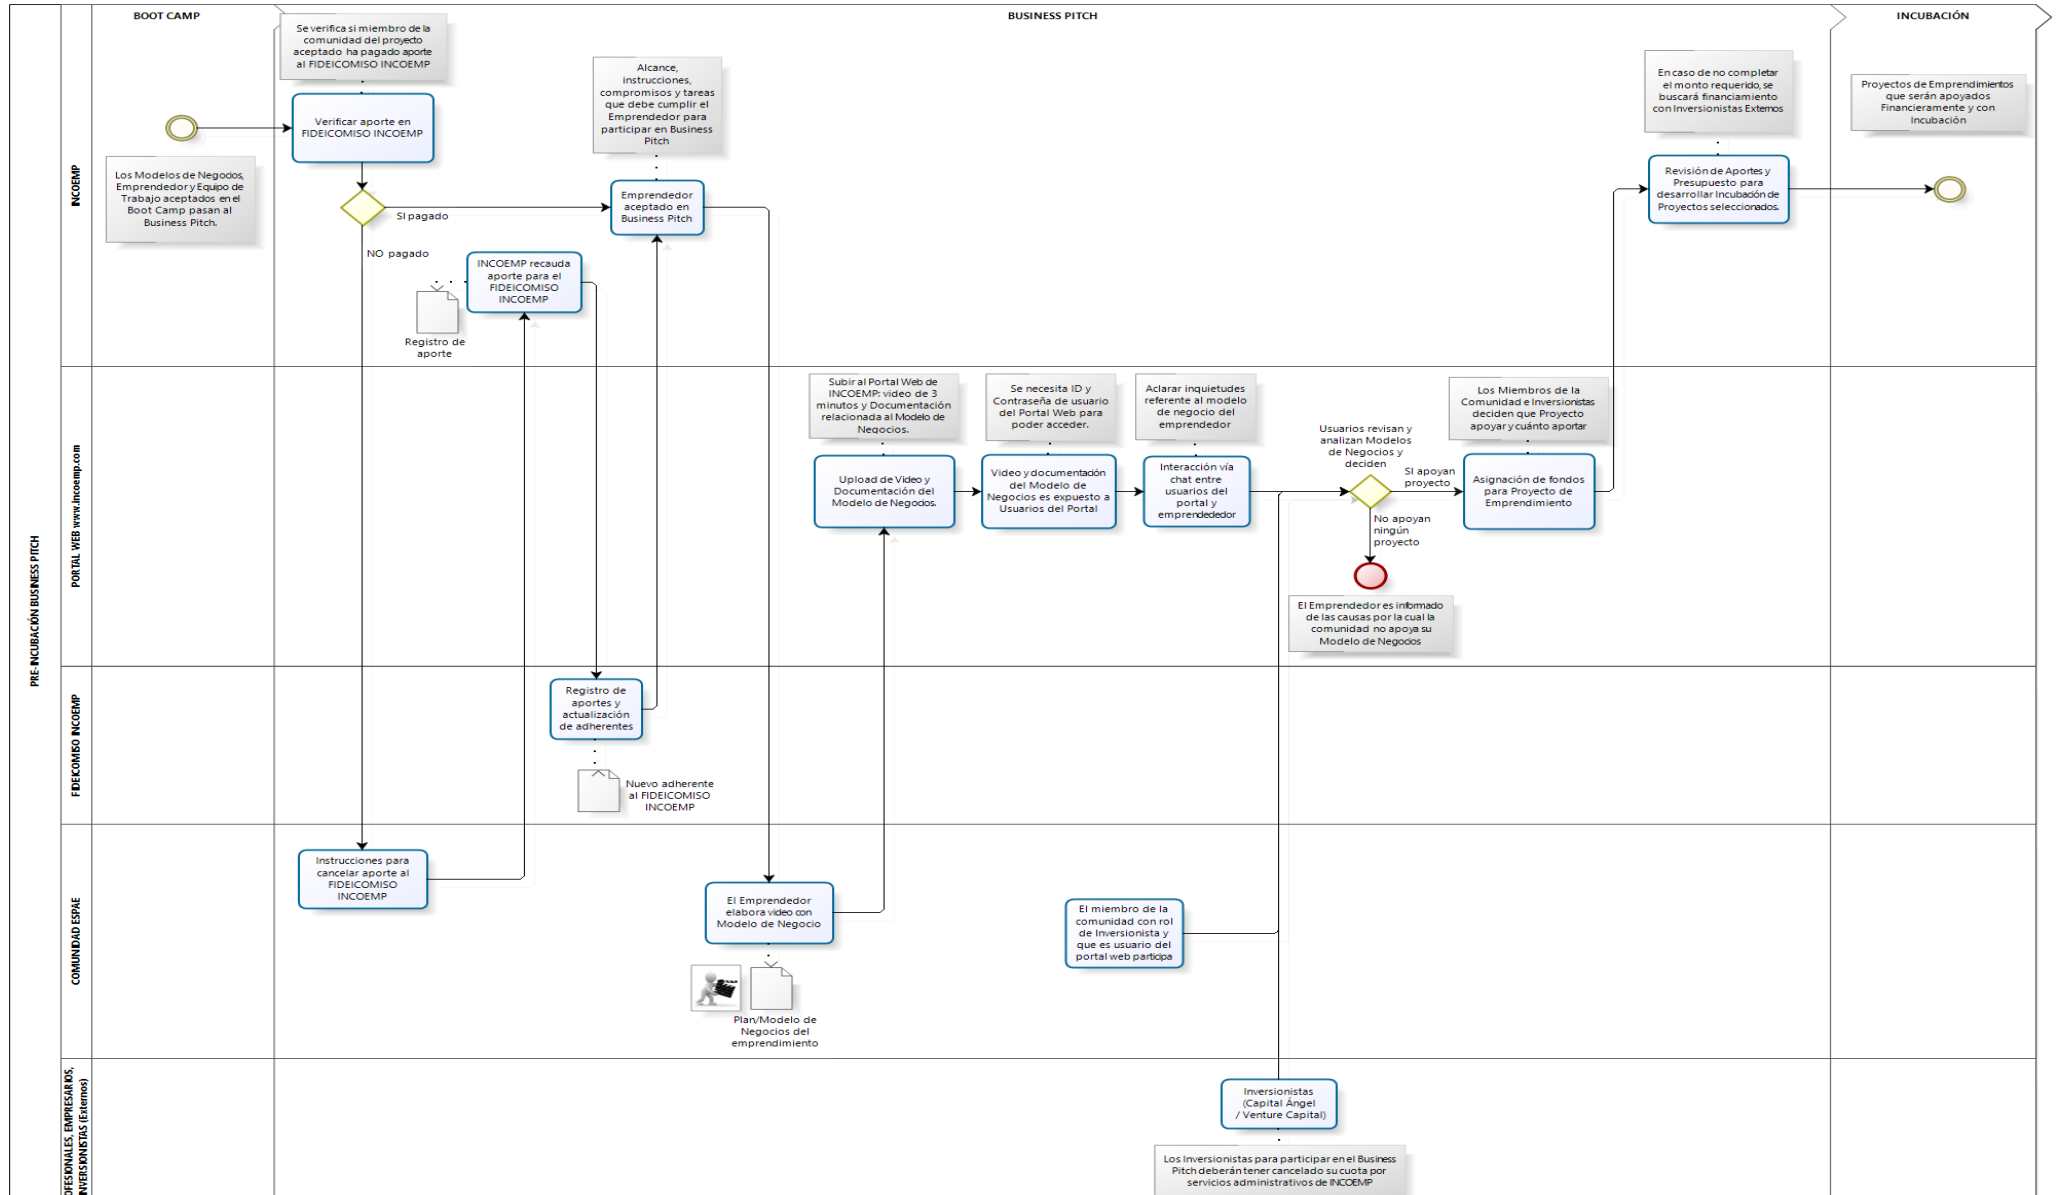 BOOT CAMP
BUSINESS PITCH
INCUBACIÓN
PRE-INCUBACIÓN BUSINESS PITCH
INCOEMP
Se verifica si miembro de la
comunidad del proyecto
aceptado ha pagado aporte
al FIDEICOMISO INCOEMP
Verificar aporte en
FIDEICOMISO INCOEMP
Los Modelos de Negocios,
Emprendedor y Equipo de
Trabajo aceptados en el
Boot Camp pasan al
Business Pitch.
SI pagado
NO pagado
Alcance,
instrucciones,
compromisos y tareas
que debe cumplir el
Emprendedor para
participar en Business
Pitch
Emprendedor
aceptado en
Business Pitch
INCOEMP recauda
aporte para el
FIDEICOMISO
INCOEMP
Registro de
aporte
En caso de no completar
el monto requerido, se
buscará financiamiento
con Inversionistas Externos
Revisión de Aportes y
Presupuesto para
desarrollar Incubación de
Proyectos seleccionados.
Proyectos de Emprendimientos
que serán apoyados
Financieramente y con
Incubación
PORTAL WEB www.incoemp.com
Subir al Portal Web de
INCOEMP: video de 3
minutos y Documentación
relacionada al Modelo de
Negocios.
Upload de Video y
Documentación del
Modelo de Negocios.
Se necesita ID y
Contraseña de usuario
del Portal Web para
poder acceder.
Video y documentación
del Modelo de
Negocios es expuesto a
Usuarios del Portal
Aclarar inquietudes
referente al modelo
de negocio del
emprendedor
Interacción vía
chat entre
usuarios del
portal y
emprendededor
Usuarios revisan y
analizan Modelos
de Negocios y
deciden
SI apoyan
proyecto
No apoyan
ningún
proyecto
Los Miembros de la
Comunidad e Inversionistas
deciden que Proyecto
apoyar y cuánto aportar
Asignación de fondos
para Proyecto de
Emprendimiento
El Emprendedor es informado
de las causas por la cual la
comunidad no apoya su
Modelo de Negocios
FIDEICOMISO INCOEMP
Registro de
aportes y
actualización
de adherentes
Nuevo adherente
al FIDEICOMISO
INCOEMP
COMUNIDAD ESPAE
Instrucciones para
cancelar aporte al
FIDEICOMISO
INCOEMP
El Emprendedor
elabora video con
Modelo de Negocio
Plan/Modelo de
Negocios del
emprendimiento
El miembro de la
comunidad con rol
de Inversionista y
que es usuario del
portal web participa
OFESIONALES, EMPRESARIOS,
NVERSIONISTAS (Externos)
Inversionistas
(Capital Ángel
/ Venture Capital)
Los Inversionistas para participar en el Business
Pitch deberán tener cancelado su cuota por
servicios administrativos de INCOEMP